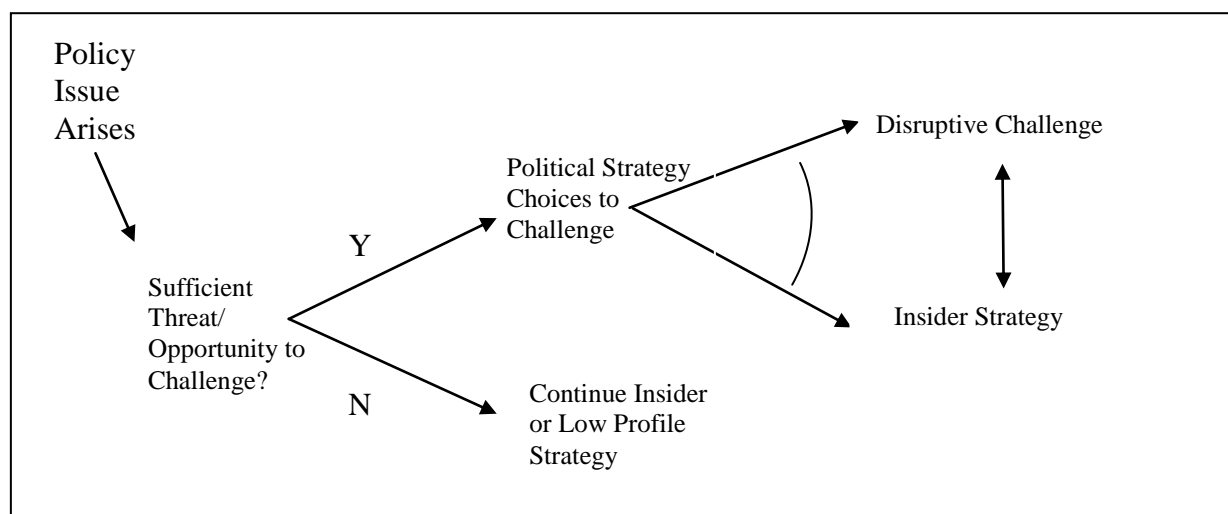 Policy
Issue
Arises
Sufficient
Threat/
Opportunity to
Challenge?
Y
N
Political Strategy
Choices to
Challenge
Continue Insider
or Low Profile
Strategy
Disruptive Challenge
Insider Strategy